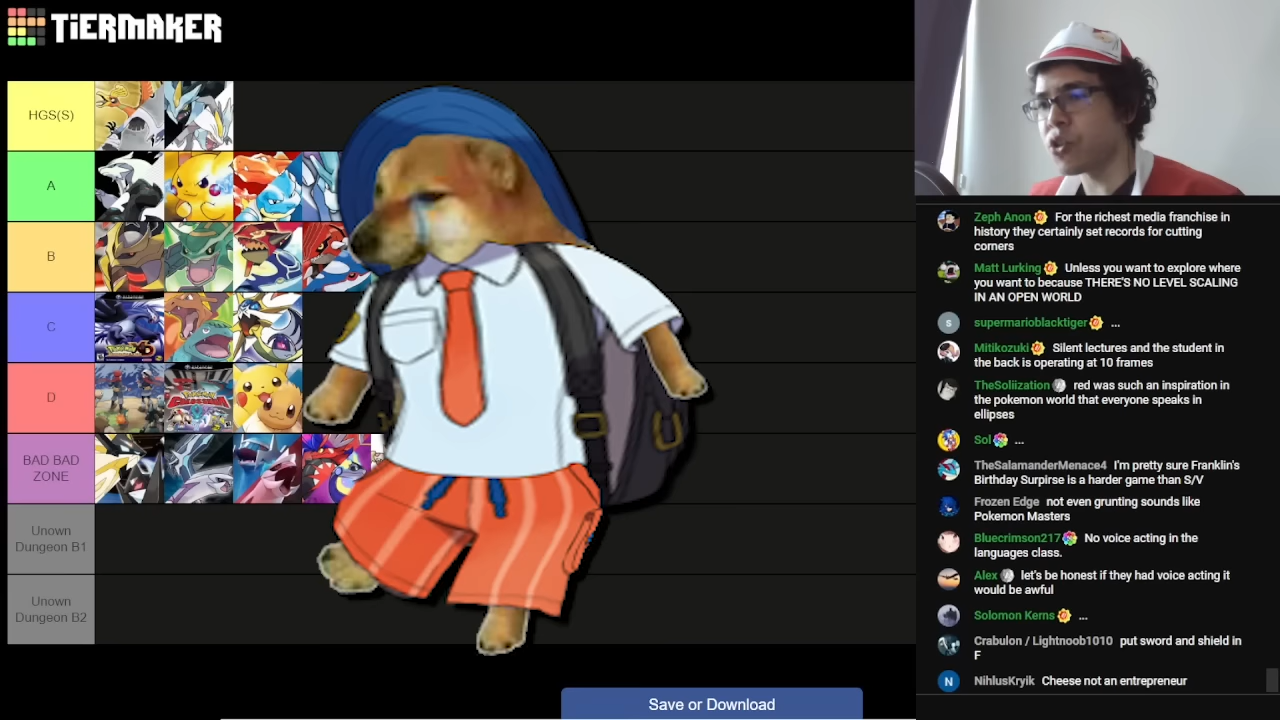 TiERMAKER
HGS(S)
A
B
C
D
BAD BAD
ZONE
Unown
Dungeon B1
Unown
Dungeon B2
Save or Download
Zeph Anon For the richest media franchise in
history they certainly set records for cutting
corners
Matt Lurking Unless you want to explore where
you want to because THERE'S NO LEVEL SCALING
IN AN OPEN WORLD
S
supermarioblacktiger ...
Mitikozuki Silent lectures and the student in
the back is operating at 10 frames
TheSoliization red was such an inspiration in
the pokemon world that everyone speaks in
ellipses
Sol ...
TheSalamanderMenace4 I'm pretty sure Franklin's
Birthday Surpirse is a harder game than S/V
Frozen Edge not even grunting sounds like
Pokemon Masters
Bluecrimson217 No voice acting in the
languages class.
Alex let's be honest if they had voice acting it
would be awful
Solomon Kerns ...
Crabulon / Lightnoob1010 put sword and shield in
F
N
NihlusKryik Cheese not an entrepreneur